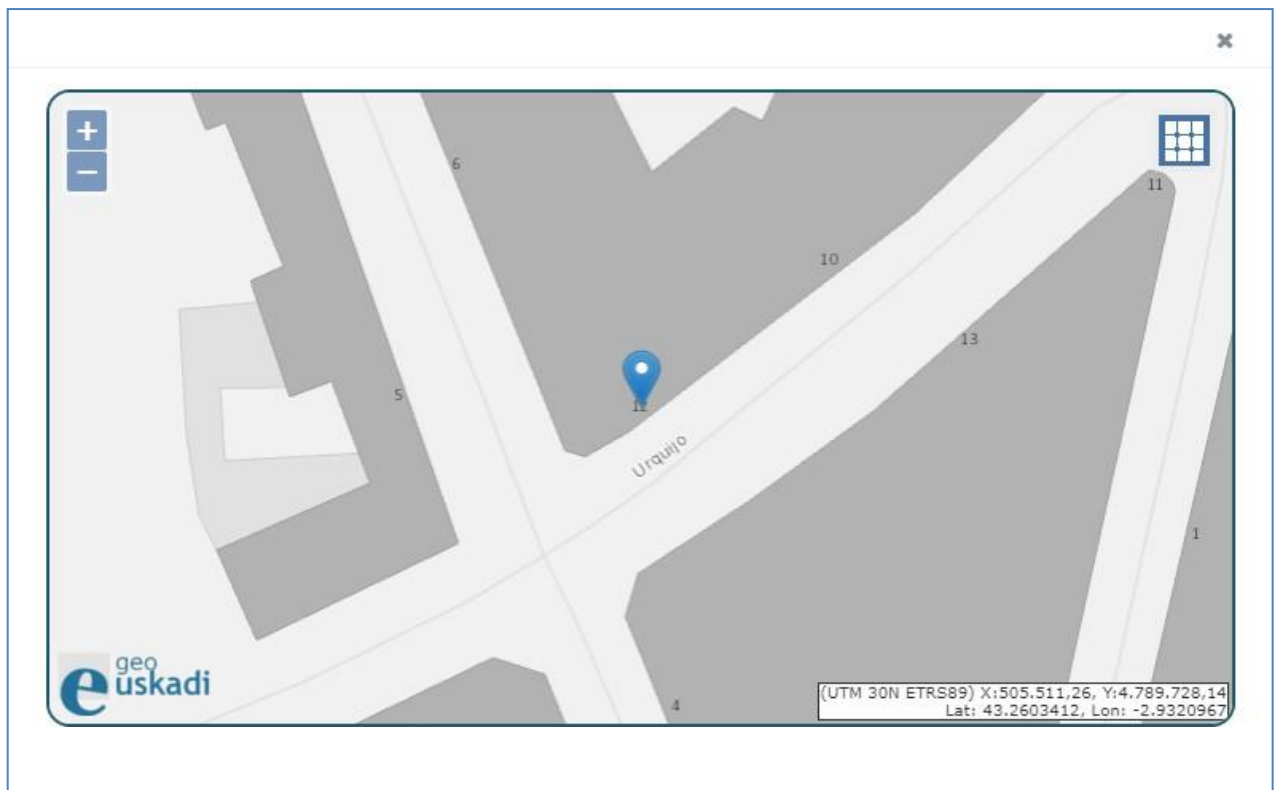 ✖
+
−
6
11
10
13
5
12
Urquijo
1
4
geo
euskadi
(UTM 30N ETRS89) X:505.511,26, Y:4.789.728,14
Lat: 43.2603412, Lon: -2.9320967